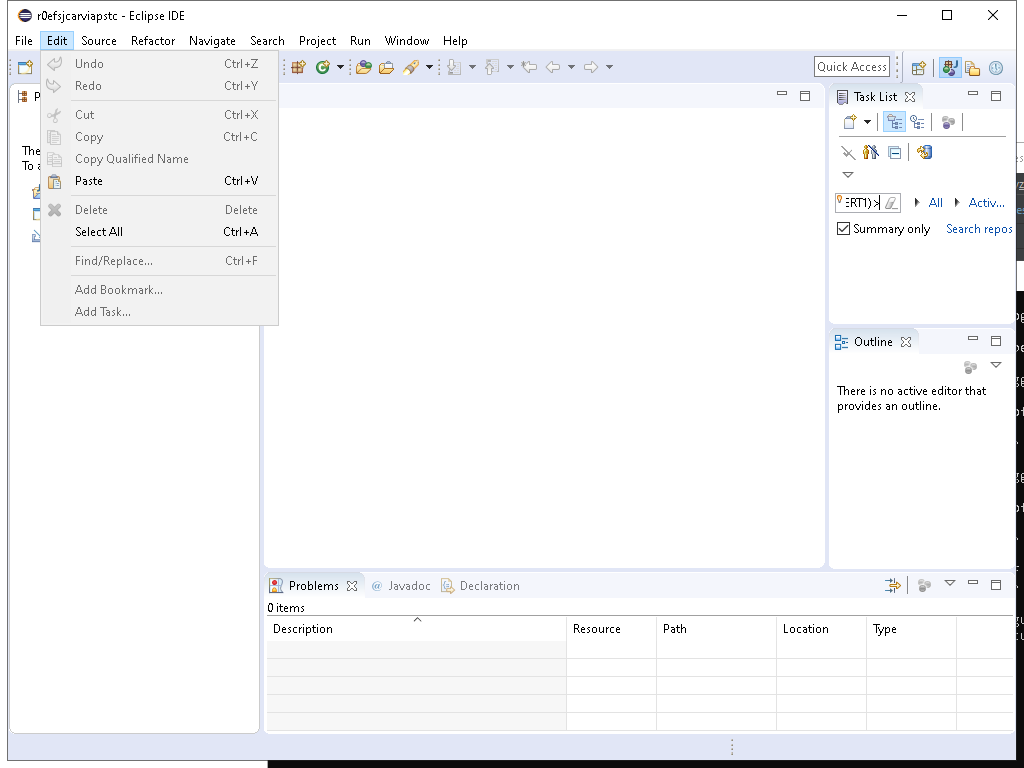 r0efsjcarviapstc - Eclipse IDE
File Edit Source Refactor Navigate Search Project Run Window Help
Undo Ctrl+Z
Redo Ctrl+Y
Cut Ctrl+X
Copy Ctrl+C
Copy Qualified Name
Paste Ctrl+V
Delete Delete
Select All Ctrl+A
Find/Replace... Ctrl+F
Add Bookmark...
Add Task...
Quick Access
The
To a
Task List
ERT1)>
All
Activ...
Summary only
Search repos
Outline
There is no active editor that
provides an outline.
Problems
@ Javadoc
Declaration
0 items
Description Resource Path Location Type